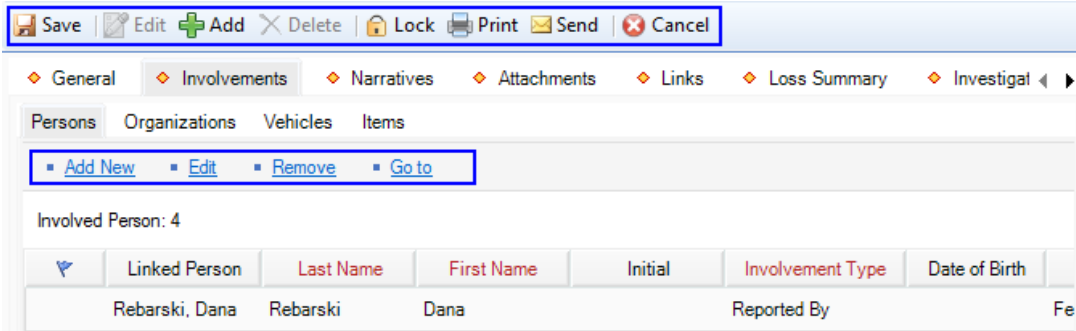 Save Edit Add Delete Lock Print Send Cancel
General Involvements Narratives Attachments Links Loss Summary Investigat
Persons Organizations Vehicles Items
Add New Edit Remove Go to
Involved Person: 4
Linked Person Last Name First Name Initial Involvement Type Date of Birth
Rebarski, Dana Rebarski Dana Reported By Fe